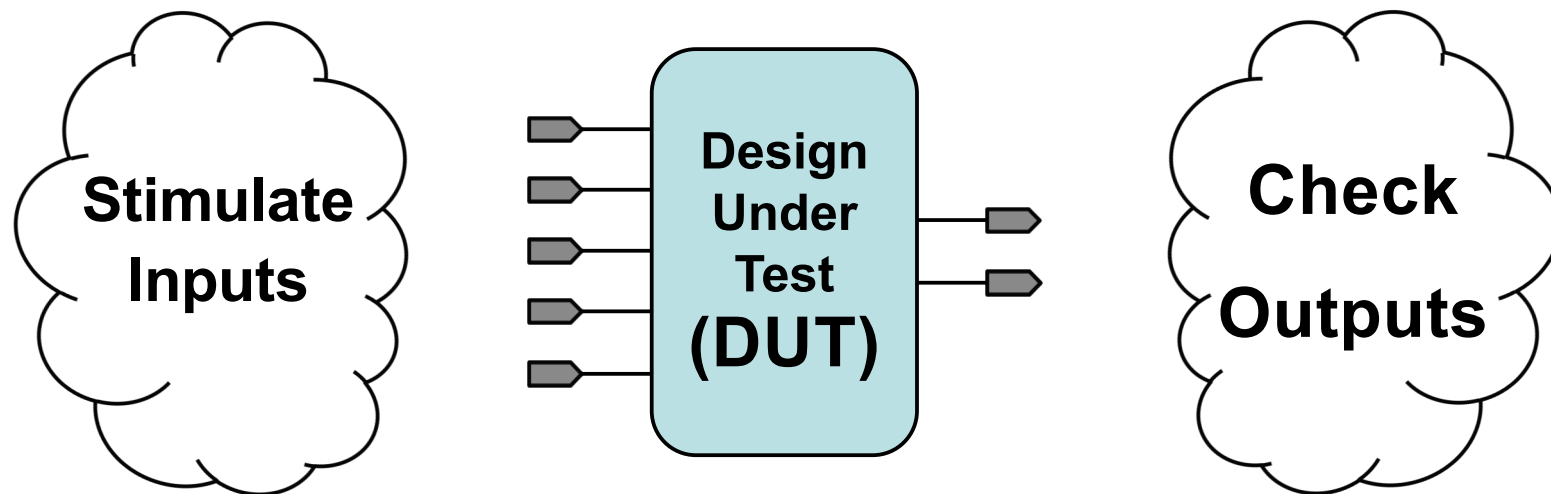 Stimulate
Inputs
Design
Under
Test
(DUT)
Check
Outputs